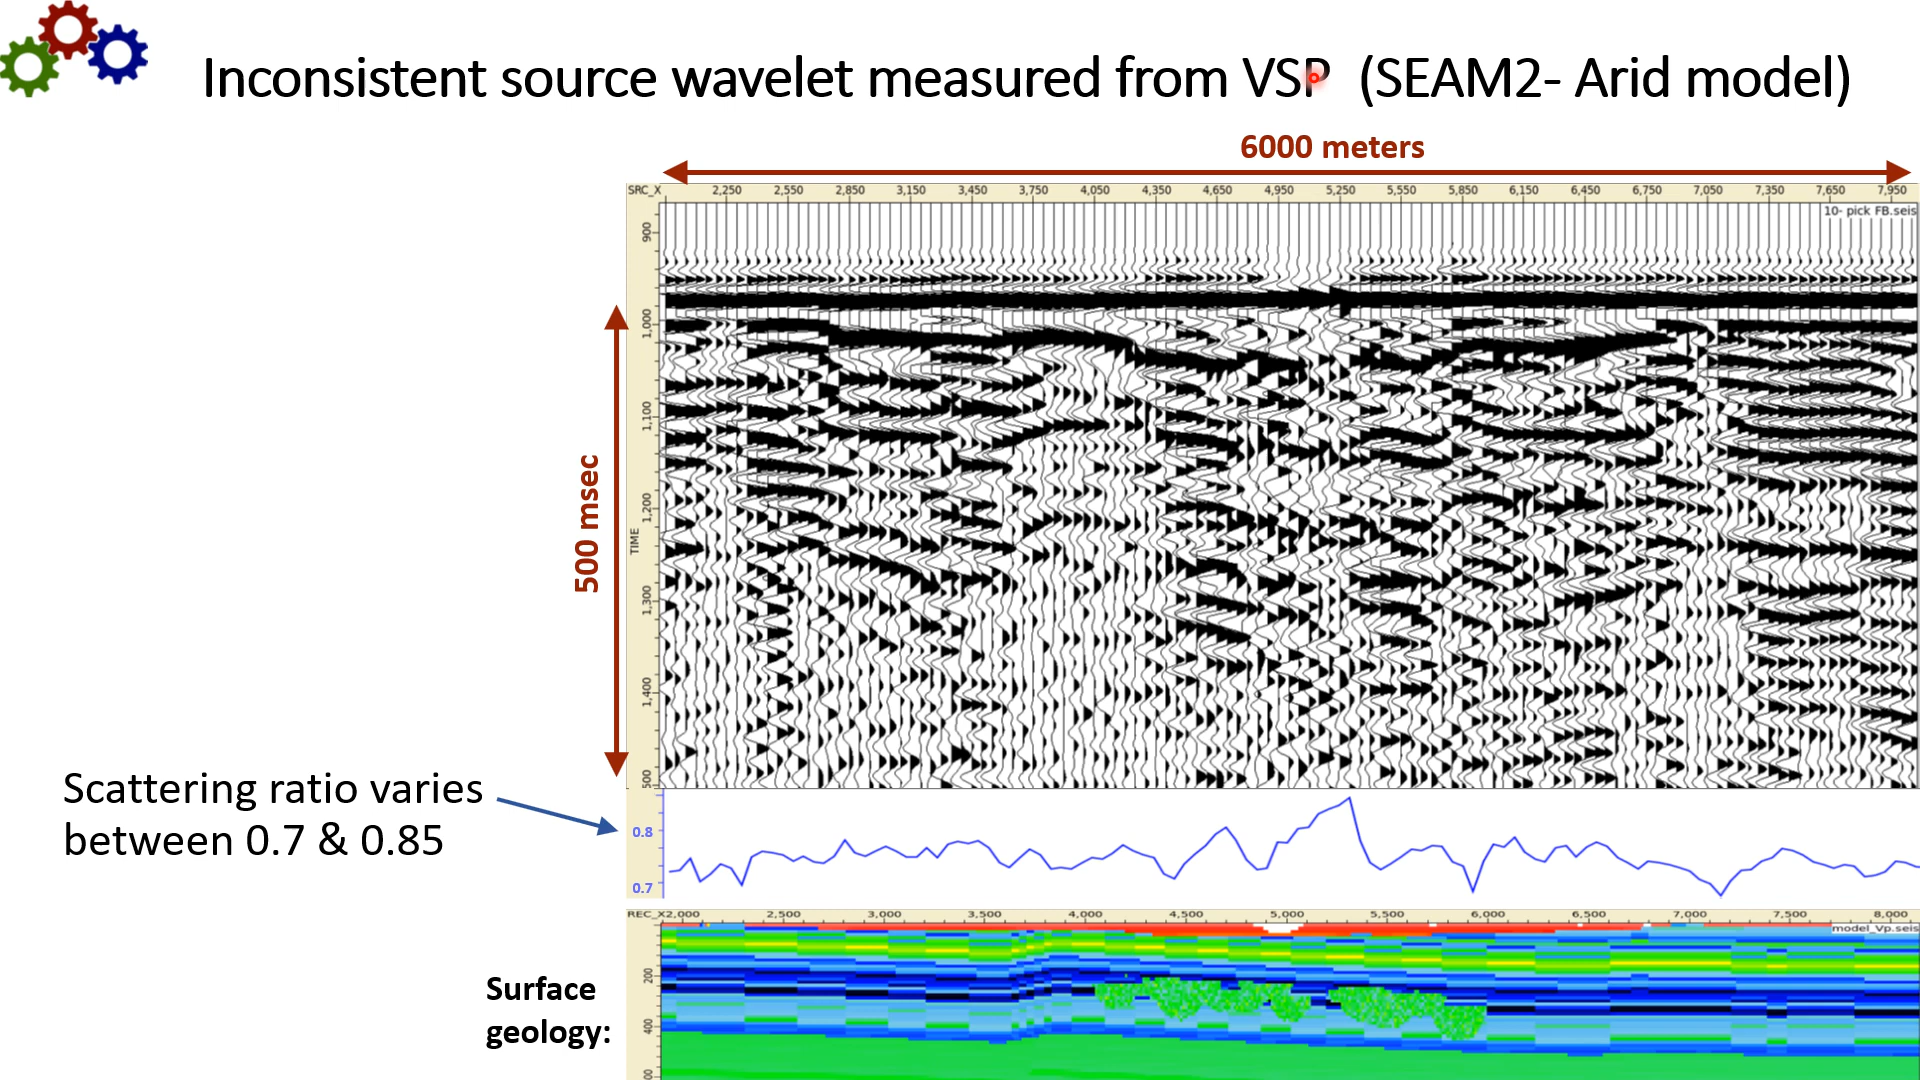 Inconsistent source wavelet measured from VSP (SEAM2- Arid model)
6000 meters
SRC_X 2,250 2,550 2,850 3,150 3,450 3,750 4,050 4,350 4,650 4,950 5,250 5,550 5,850 6,150 6,450 6,750 7,050 7,350 7,650 7,950
10- pick FB.seis
900
1,000
1,100
1,200
1,300
1,400
TIME
500 msec
Scattering ratio varies
between 0.7 & 0.85
0.8
0.7
REC_X2,000 2,500 3,000 3,500 4,000 4,500 5,000 5,500 6,000 6,500 7,000 7,500 8,000
model_Vp.seis
200
400
Surface
geology: